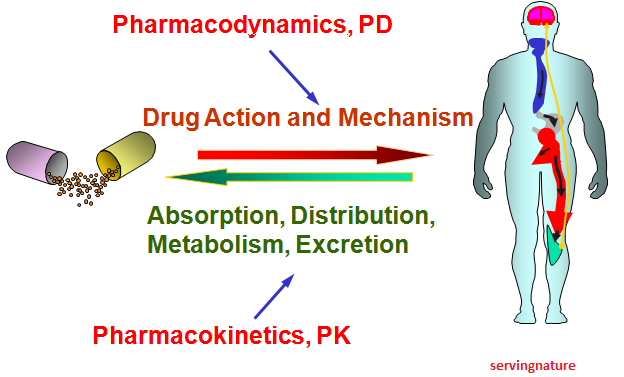 Pharmacodynamics, PD
Drug Action and Mechanism
Absorption, Distribution,
Metabolism, Excretion
Pharmacokinetics, PK
servingnature